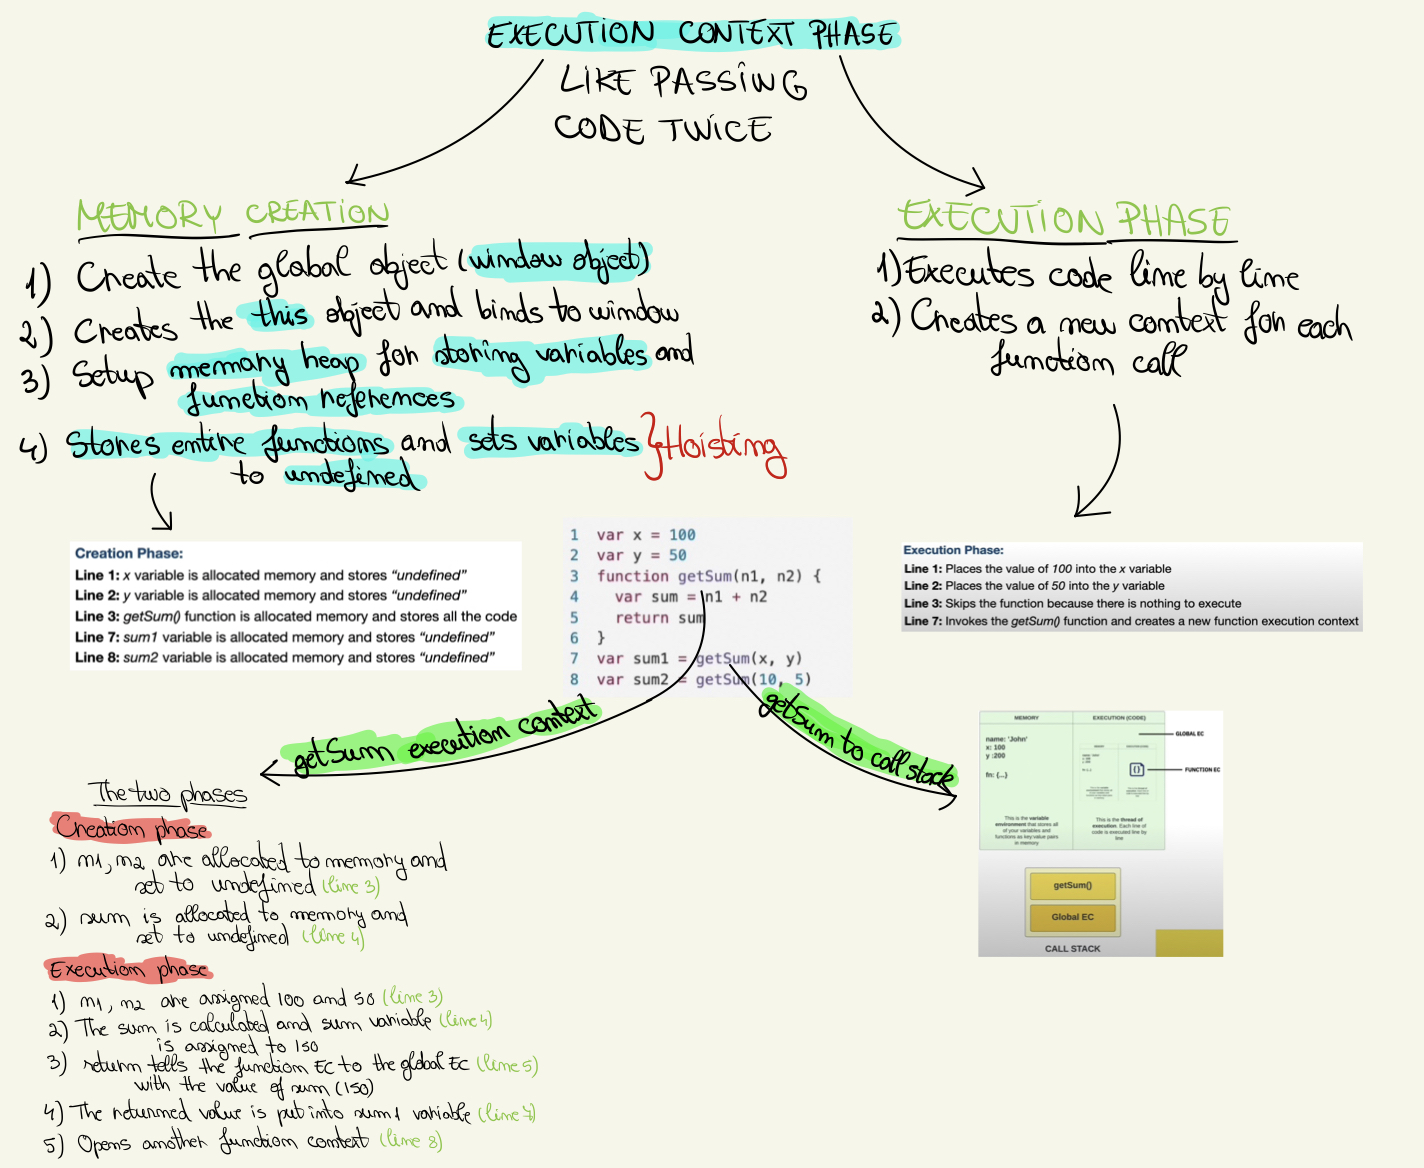 EXECUTION CONTEXT PHASE
LIKE PASSING
CODE TWICE
MEMORY CREATION
1) Create the global object (window object)
2) Creates the this object and binds to window
3) Setup memory heap for storing variables and
function references
4) Stores entire functions and sets variables
to undefined
} Hoisting
EXECUTION PHASE
1) Executes code line by line
2) Creates a new context for each
function call
Creation Phase:
Line 1: x variable is allocated memory and stores “undefined”
Line 2: y variable is allocated memory and stores “undefined”
Line 3: getSum() function is allocated memory and stores all the code
Line 7: sum1 variable is allocated memory and stores “undefined”
Line 8: sum2 variable is allocated memory and stores “undefined”
1 var x = 100
2 var y = 50
3 function getSum(n1, n2) {
4 var sum = n1 + n2
5 return sum
6 }
7 var sum1 = getSum(x, y)
8 var sum2 = getSum(10, 5)
Execution Phase:
Line 1: Places the value of 100 into the x variable
Line 2: Places the value of 50 into the y variable
Line 3: Skips the function because there is nothing to execute
Line 7: Invokes the getSum() function and creates a new function execution context
getSum execution context
getSum to call stack
The two phases
Creation phase
1) n1, n2 are allocated to memory and
set to undefined (line 3)
2) sum is allocated to memory and
set to undefined (line 4)
Execution phase
1) n1, n2 are assigned 100 and 50 (line 3)
2) The sum is calculated and sum variable (line 4)
is assigned to 150
3) return tells the function EC to the global EC (line 5)
with the value of sum (150)
4) The returned value is put into sum1 variable (line 7)
5) Opens another function context (line 8)
MEMORY
EXECUTION (CODE)
name: 'John'
x: 100
y :200
fn: {...}
GLOBAL EC
{}
FUNCTION EC
This is the variable
environment that stores all
of your variables and
functions as key value pairs
in memory
This is the thread of
execution. Each line of
code is executed line by
line
getSum()
Global EC
CALL STACK